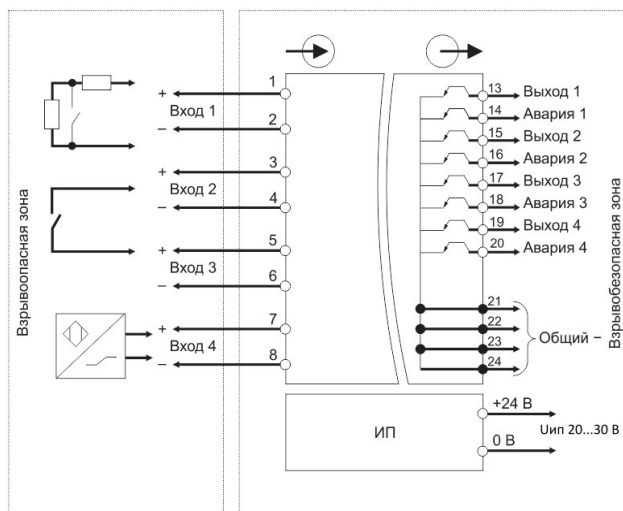 Взрывоопасная зона
+
Вход 1
−
+
Вход 2
−
+
Вход 3
−
+
Вход 4
−
1
2
3
4
5
6
7
8
13 Выход 1
14 Авария 1
15 Выход 2
16 Авария 2
17 Выход 3
18 Авария 3
19 Выход 4
20 Авария 4
21
22
23
24
Общий −
ИП
+24 В
0 В
Uип 20...30 В
Взрывобезопасная зона